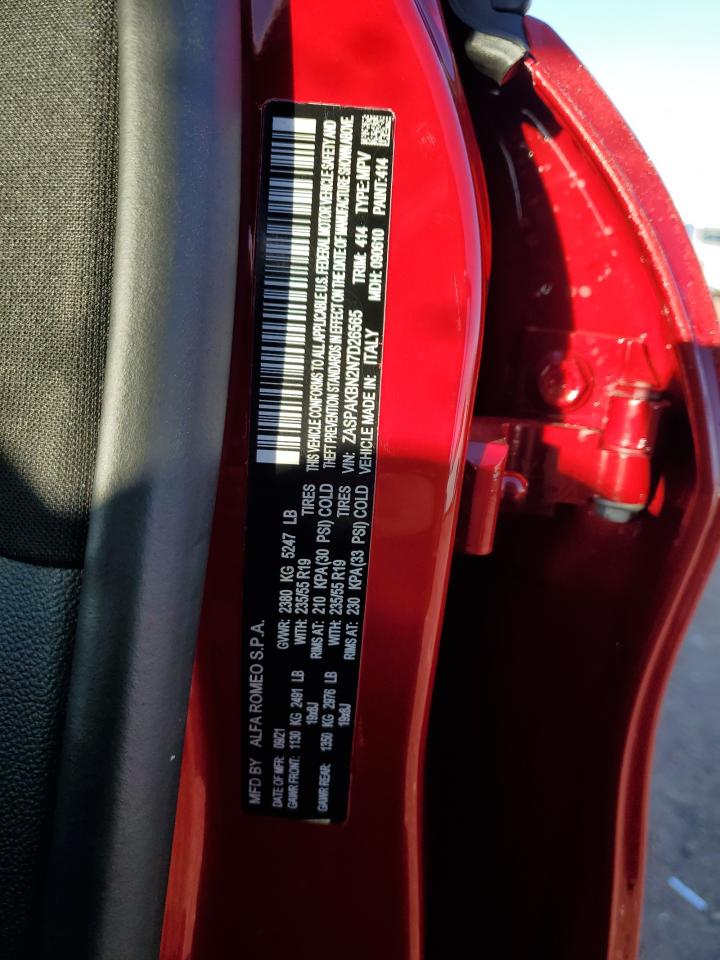 MFD BY ALFA ROMEO S.P.A.
DATE OF MFR: 09/21 GVWR: 2380 KG 5247 LB
GAWR FRONT: 1130 KG 2491 LB WITH: 235/55 R19 TIRES
19x8J RIMS AT: 210 KPA(30 PSI) COLD
GAWR REAR: 1350 KG 2976 LB WITH: 235/55 R19 TIRES
19x8J RIMS AT: 230 KPA(33 PSI) COLD
THIS VEHICLE CONFORMS TO ALL APPLICABLE U.S. FEDERAL MOTOR VEHICLE SAFETY AND
THEFT PREVENTION STANDARDS IN EFFECT ON THE DATE OF MANUFACTURE SHOWN ABOVE.
VIN: ZASPAKBN2N7D26565 TRIM: 414 TYPE:MPV
VEHICLE MADE IN: ITALY MDH: 090610 PAINT:414